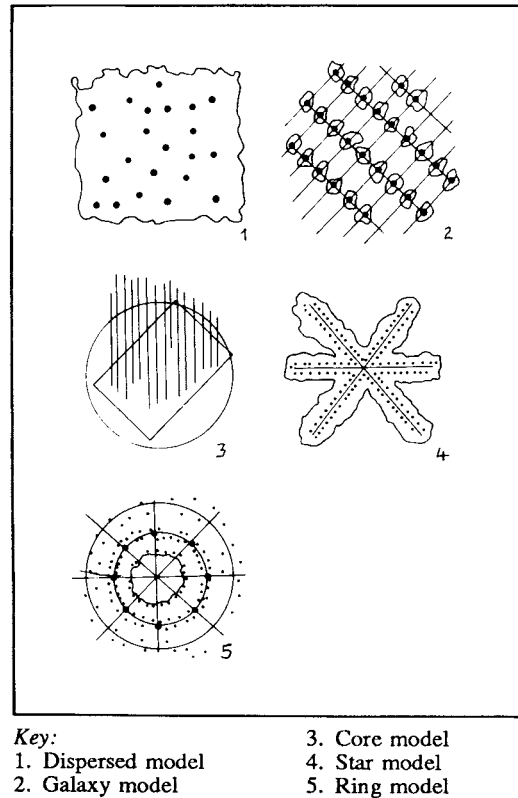 1
2
3
4
5
Key:
1. Dispersed model
2. Galaxy model
3. Core model
4. Star model
5. Ring model